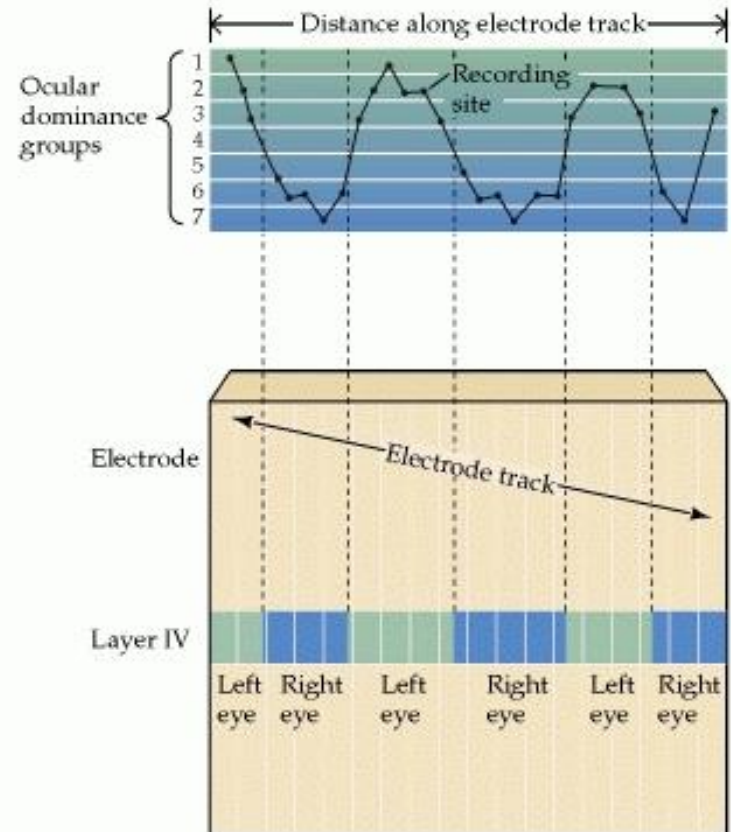 Distance along electrode track
Ocular
dominance
groups
1
2
3
4
5
6
7
Recording
site
Electrode
Electrode track
Layer IV
Left
eye
Right
eye
Left
eye
Right
eye
Left
eye
Right
eye